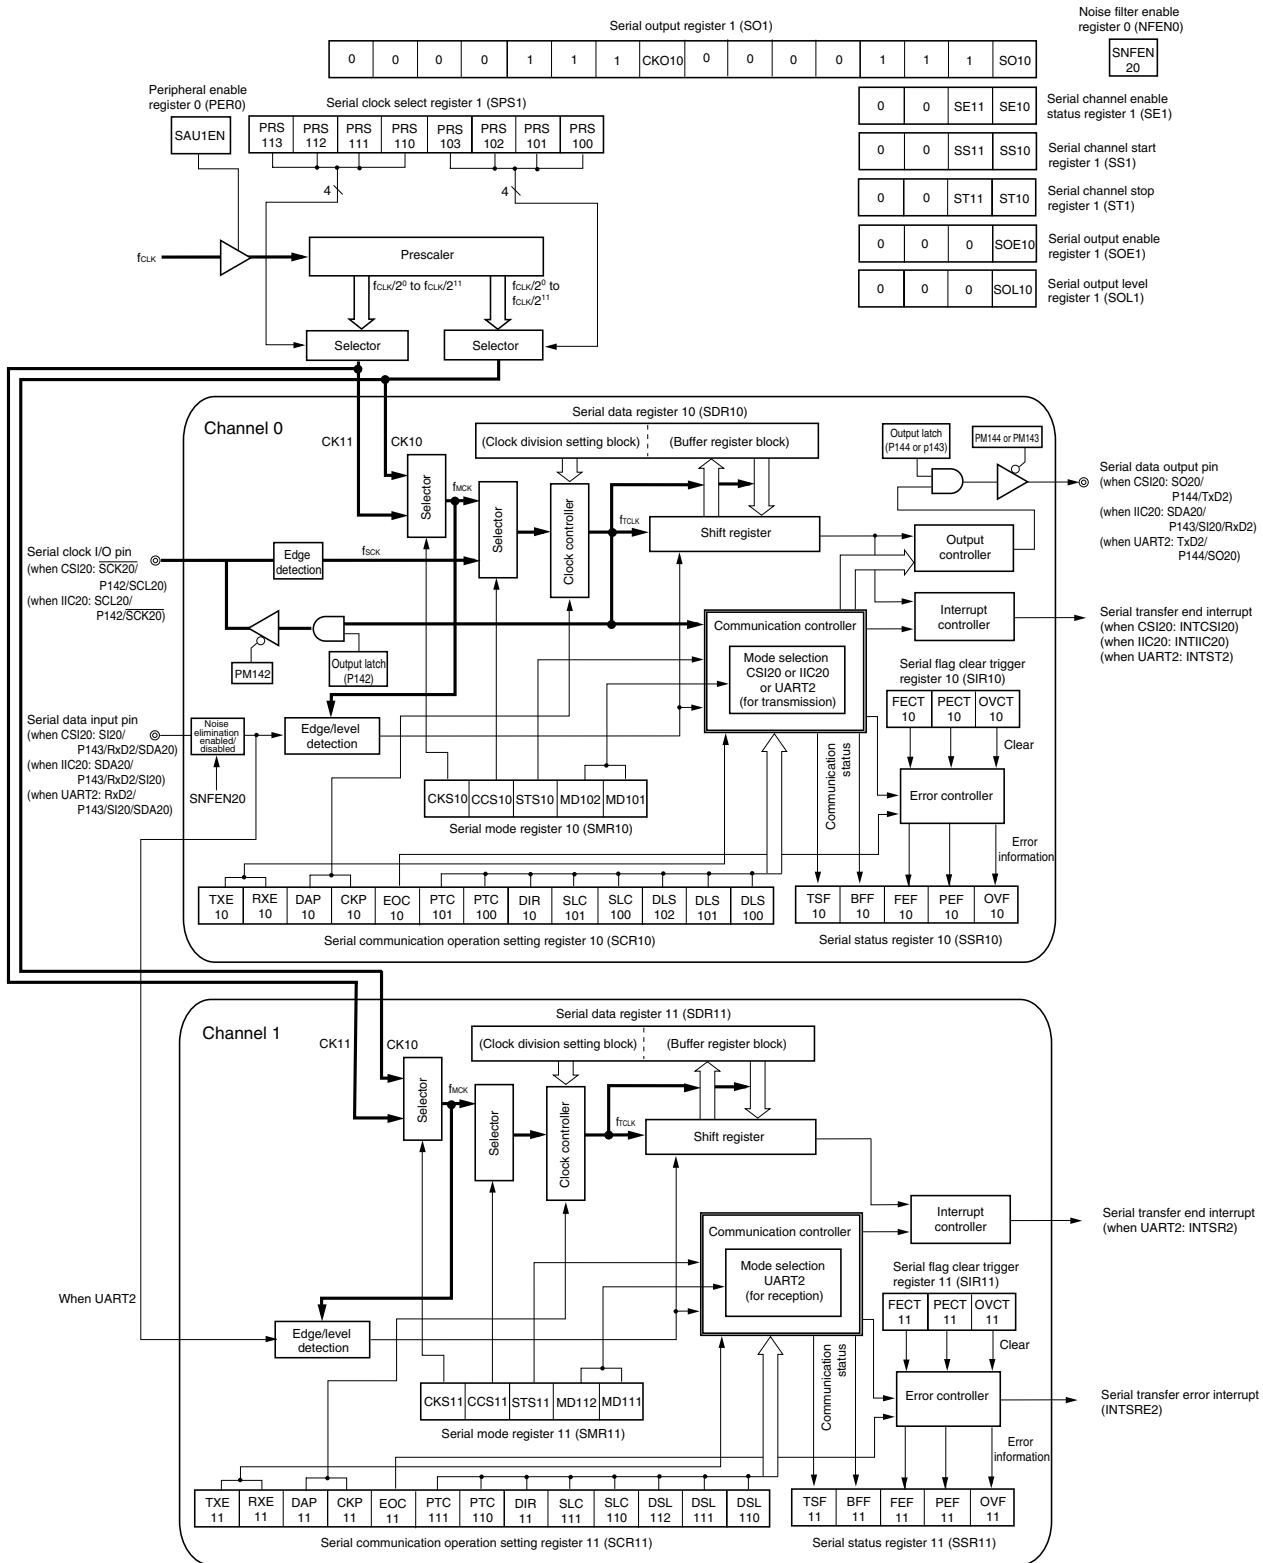 Noise filter enable
register 0 (NFEN0)
Serial output register 1 (SO1)
0 0 0 0 1 1 1 CKO10 0 0 0 0 1 1 1 SO10
SNFEN
20
Peripheral enable
register 0 (PER0)
SAU1EN
Serial clock select register 1 (SPS1)
PRS PRS PRS PRS PRS PRS PRS PRS
113 112 111 110 103 102 101 100
4 4
0 0 SE11 SE10
Serial channel enable
status register 1 (SE1)
0 0 SS11 SS10
Serial channel start
register 1 (SS1)
0 0 ST11 ST10
Serial channel stop
register 1 (ST1)
0 0 0 SOE10
Serial output enable
register 1 (SOE1)
0 0 0 SOL10
Serial output level
register 1 (SOL1)
fCLK
Prescaler
fCLK/2⁰ to fCLK/2¹¹
fCLK/2⁰ to
fCLK/2¹¹
Selector Selector
Channel 0
CK11 CK10
Serial data register 10 (SDR10)
(Clock division setting block) (Buffer register block)
Selector
fMCK
Selector
Clock controller
fTCLK
Shift register
Output latch
(P144 or p143)
PM144 or PM143
Serial data output pin
(when CSI20: SO20/
P144/TxD2)
(when IIC20: SDA20/
P143/SI20/RxD2)
(when UART2: TxD2/
P144/SO20)
Output
controller
Serial clock I/O pin
(when CSI20: SCK20/
P142/SCL20)
(when IIC20: SCL20/
P142/SCK20)
Edge
detection
fSCK
PM142
Output latch
(P142)
Communication controller
Mode selection
CSI20 or IIC20
or UART2
(for transmission)
Interrupt
controller
Serial transfer end interrupt
(when CSI20: INTCSI20)
(when IIC20: INTIIC20)
(when UART2: INTST2)
Serial flag clear trigger
register 10 (SIR10)
FECT PECT OVCT
10 10 10
Clear
Serial data input pin
(when CSI20: SI20/
P143/RxD2/SDA20)
(when IIC20: SDA20/
P143/RxD2/SI20)
(when UART2: RxD2/
P143/SI20/SDA20)
Noise
elimination
enabled/
disabled
SNFEN20
Edge/level
detection
CKS10 CCS10 STS10 MD102 MD101
Serial mode register 10 (SMR10)
Communication
status
Error controller
Error
information
TXE RXE DAP CKP EOC PTC PTC DIR SLC SLC DLS DLS DLS
10 10 10 10 10 101 100 10 101 100 102 101 100
Serial communication operation setting register 10 (SCR10)
TSF BFF FEF PEF OVF
10 10 10 10 10
Serial status register 10 (SSR10)
Channel 1
CK11 CK10
Serial data register 11 (SDR11)
(Clock division setting block) (Buffer register block)
Selector
fMCK
Selector
Clock controller
fTCLK
Shift register
Communication controller
Mode selection
UART2
(for reception)
Interrupt
controller
Serial transfer end interrupt
(when UART2: INTSR2)
Serial flag clear trigger
register 11 (SIR11)
FECT PECT OVCT
11 11 11
Clear
When UART2
Edge/level
detection
CKS11 CCS11 STS11 MD112 MD111
Serial mode register 11 (SMR11)
Communication
status
Error controller
Serial transfer error interrupt
(INTSRE2)
Error
information
TXE RXE DAP CKP EOC PTC PTC DIR SLC SLC DSL DSL DSL
11 11 11 11 11 111 110 11 111 110 112 111 110
Serial communication operation setting register 11 (SCR11)
TSF BFF FEF PEF OVF
11 11 11 11 11
Serial status register 11 (SSR11)